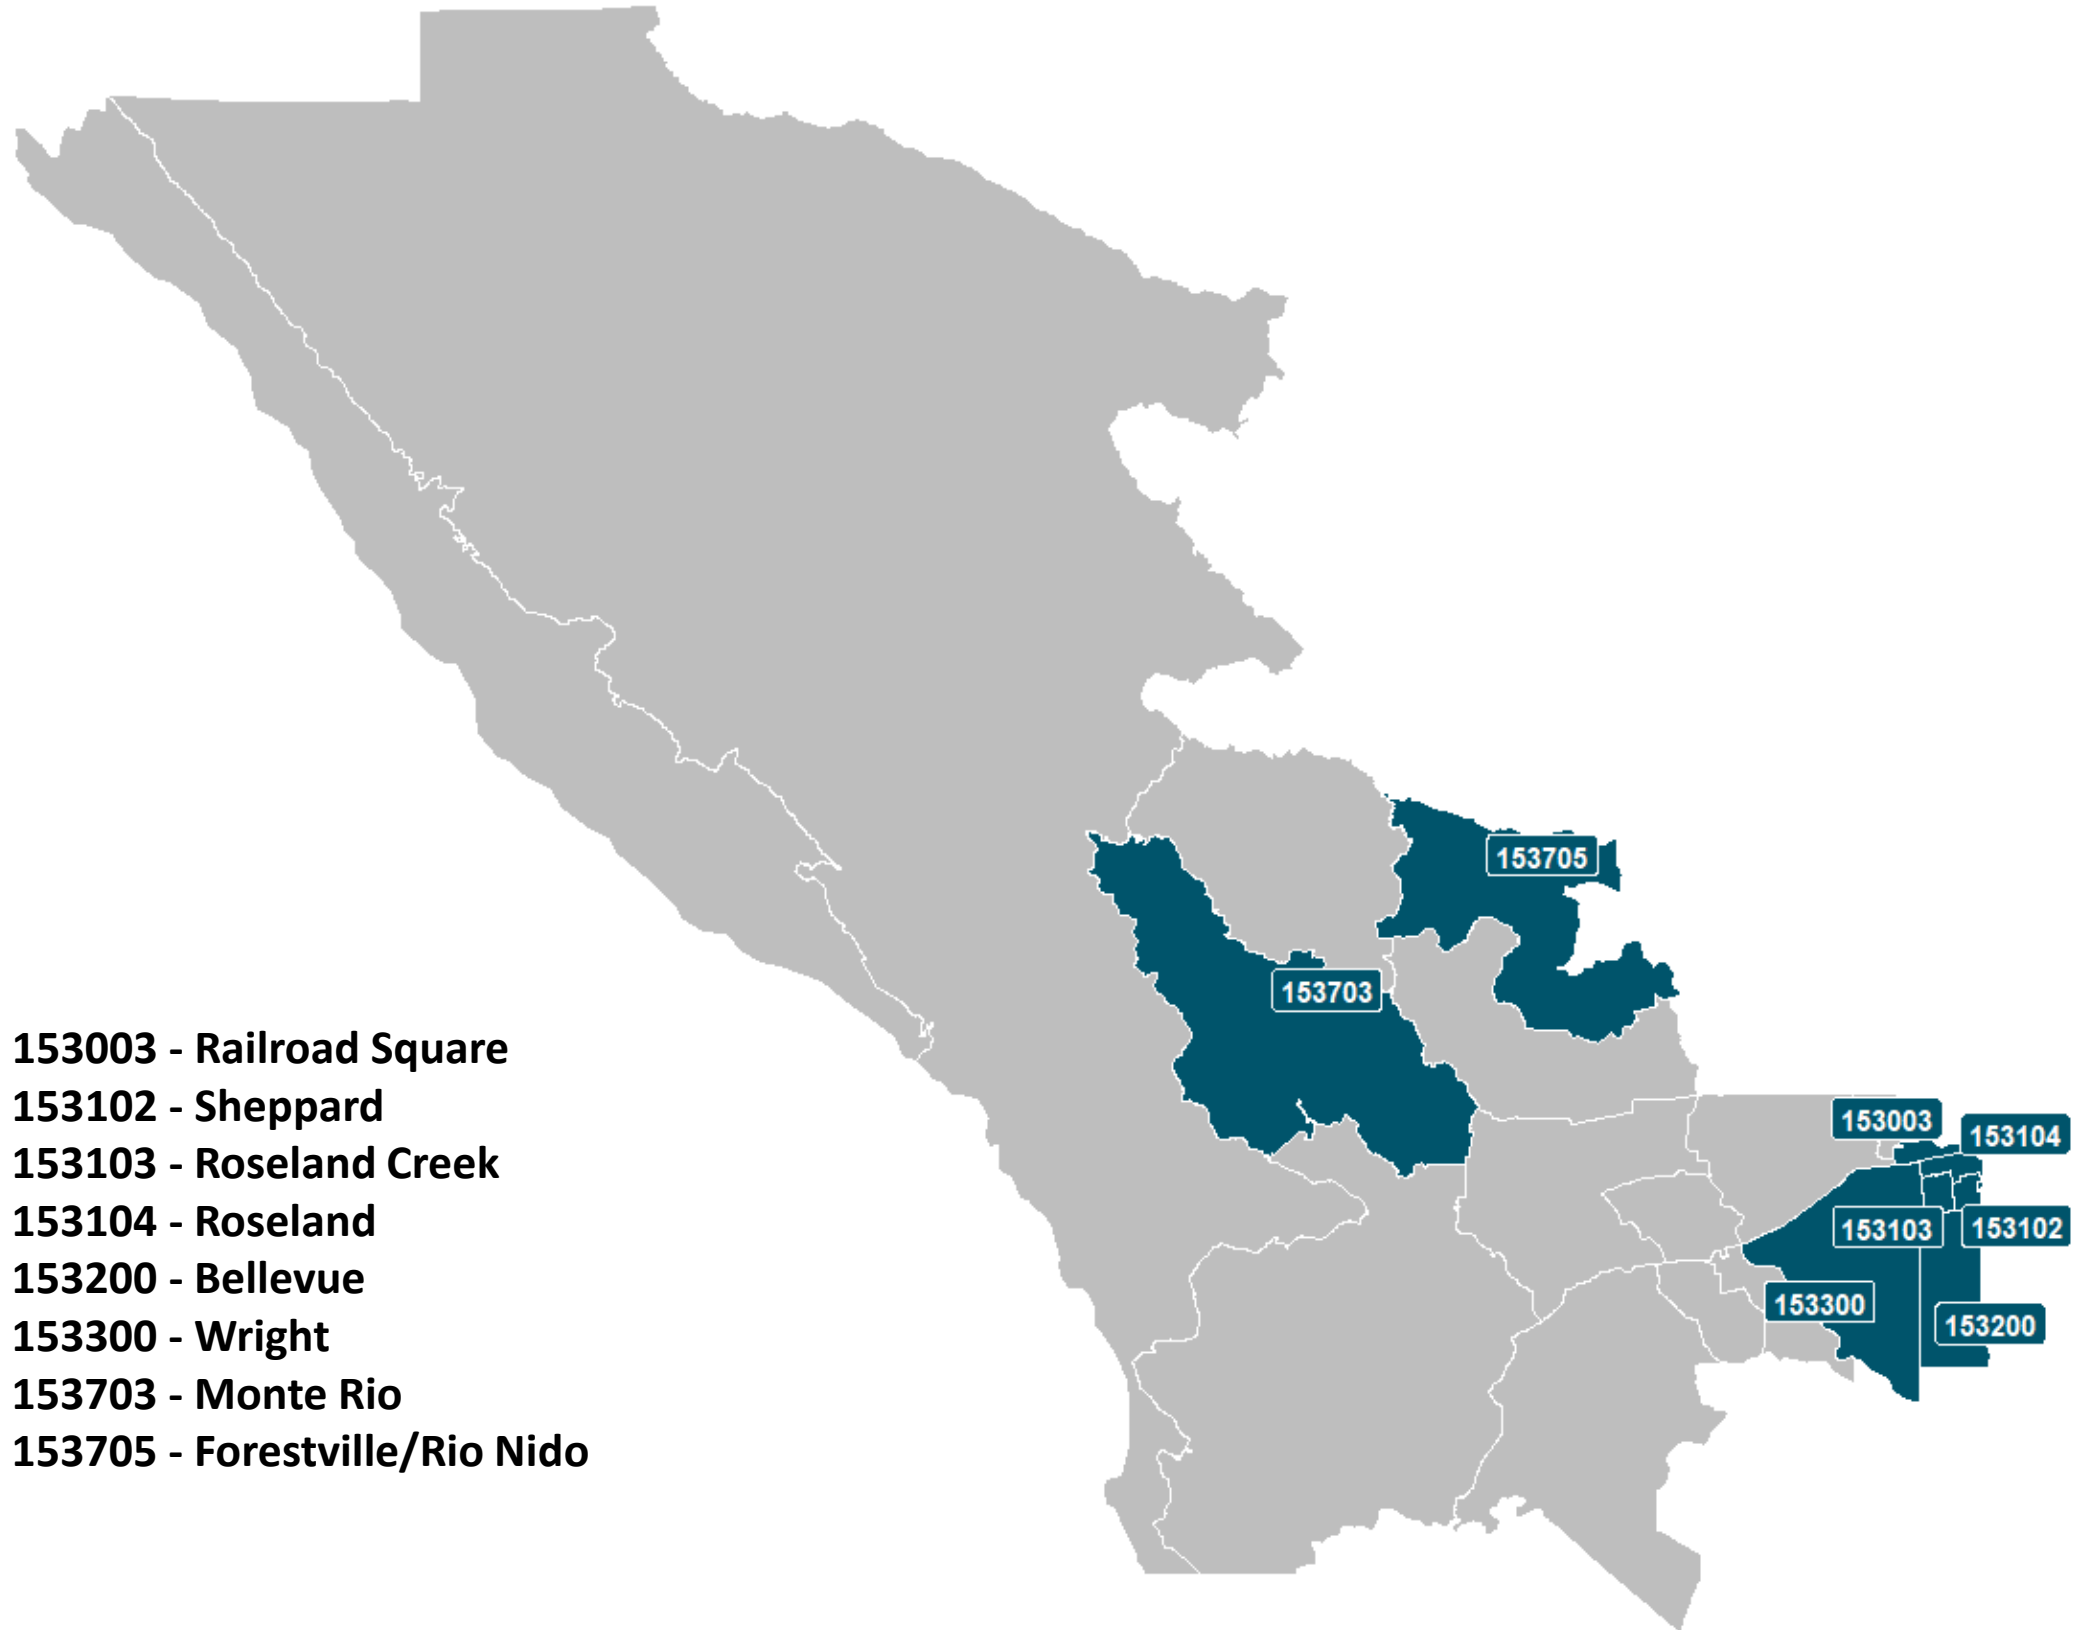 153705
153703
153003
153104
153103
153102
153300
153200
153003 - Railroad Square
153102 - Sheppard
153103 - Roseland Creek
153104 - Roseland
153200 - Bellevue
153300 - Wright
153703 - Monte Rio
153705 - Forestville/Rio Nido